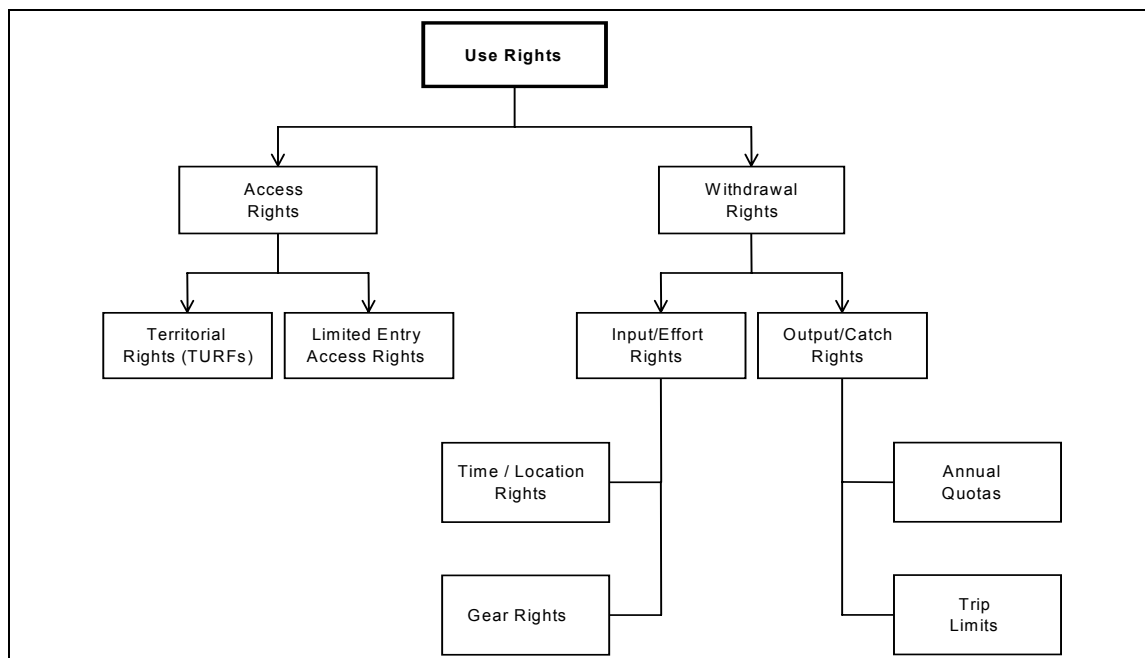 Use Rights
Access
Rights
Withdrawal
Rights
Territorial
Rights (TURFs)
Limited Entry
Access Rights
Input/Effort
Rights
Output/Catch
Rights
Time / Location
Rights
Annual
Quotas
Gear Rights
Trip
Limits